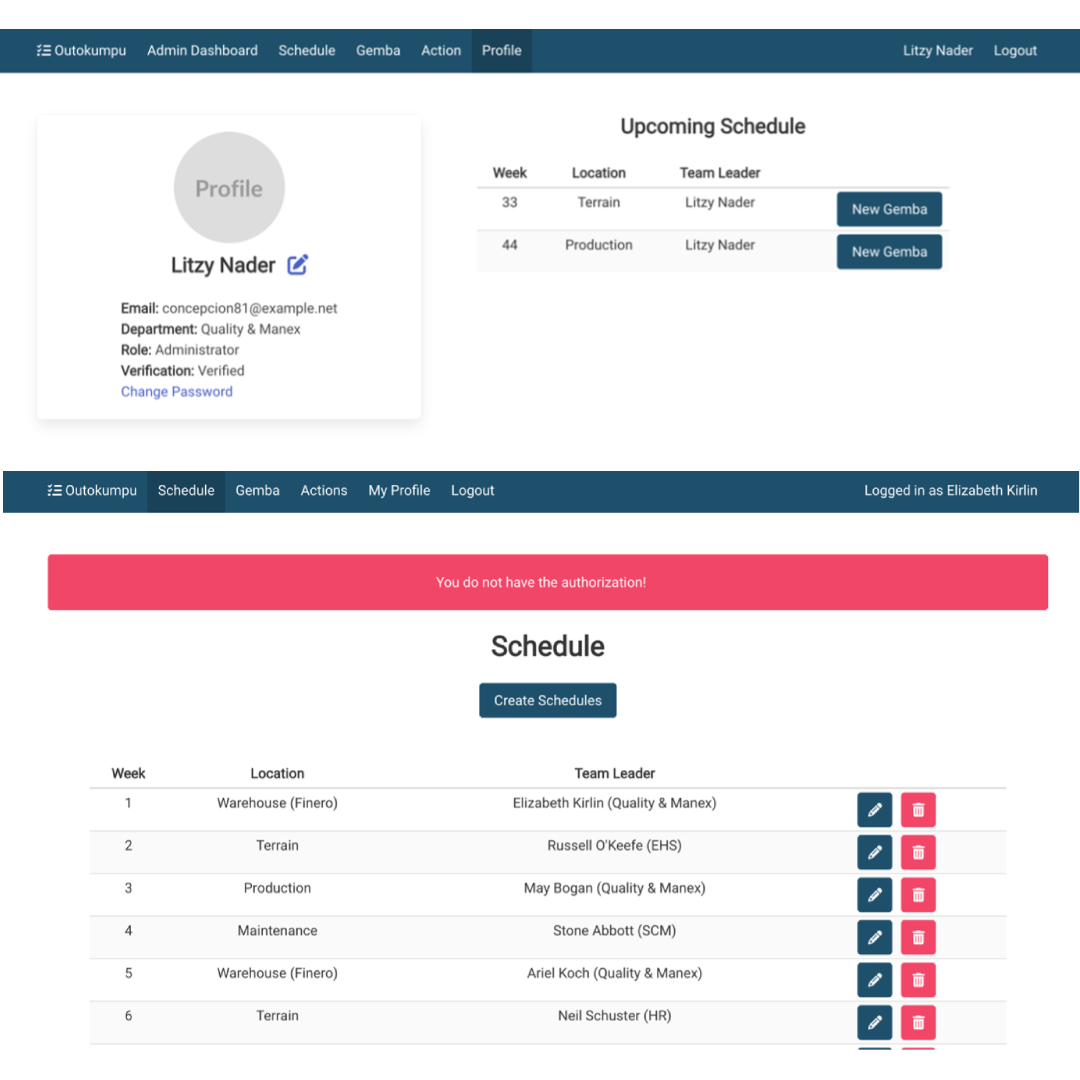 Outokumpu Admin Dashboard Schedule Gemba Action Profile Litzy Nader Logout
Profile
Litzy Nader
Email: concepcion81@example.net
Department: Quality & Manex
Role: Administrator
Verification: Verified
Change Password
Upcoming Schedule
Week Location Team Leader
33 Terrain Litzy Nader New Gemba
44 Production Litzy Nader New Gemba
Outokumpu Schedule Gemba Actions My Profile Logout Logged in as Elizabeth Kirlin
You do not have the authorization!
Schedule
Create Schedules
Week Location Team Leader
1 Warehouse (Finero) Elizabeth Kirlin (Quality & Manex)
2 Terrain Russell O'Keefe (EHS)
3 Production May Bogan (Quality & Manex)
4 Maintenance Stone Abbott (SCM)
5 Warehouse (Finero) Ariel Koch (Quality & Manex)
6 Terrain Neil Schuster (HR)